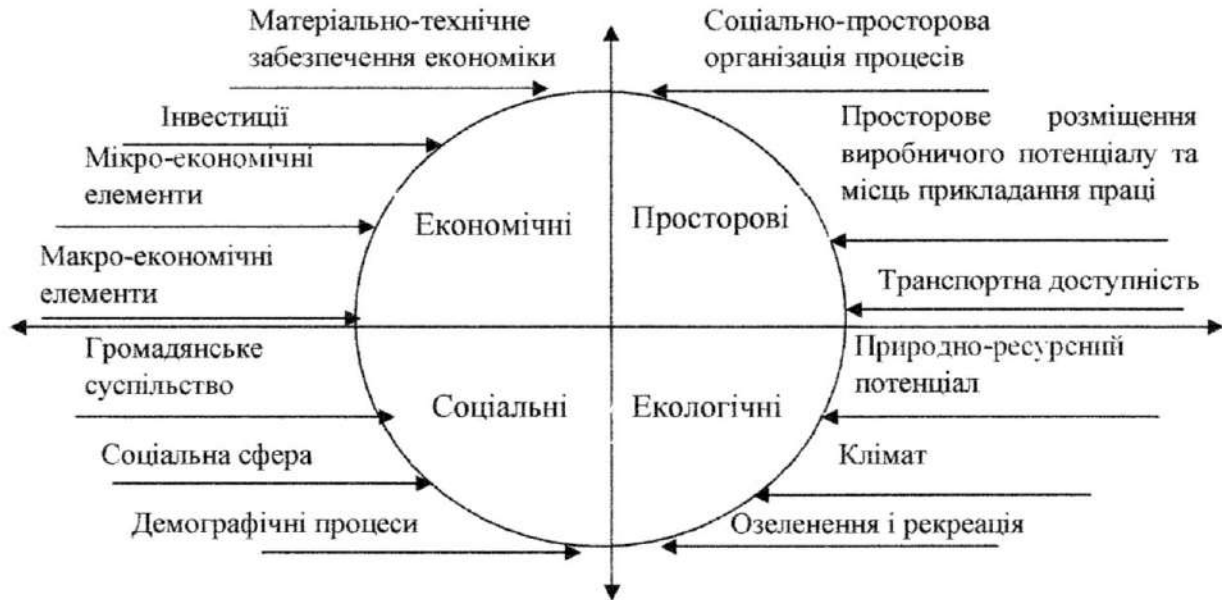 Матеріально-технічне
забезпечення економіки
Соціально-просторова
організація процесів
Інвестиції
Просторове розміщення
виробничого потенціалу та
місць прикладання праці
Мікро-економічні
елементи
Економічні
Просторові
Макро-економічні
елементи
Транспортна доступність
Громадянське
суспільство
Природно-ресурсний
потенціал
Соціальні
Екологічні
Соціальна сфера
Клімат
Демографічні процеси
Озеленення і рекреація